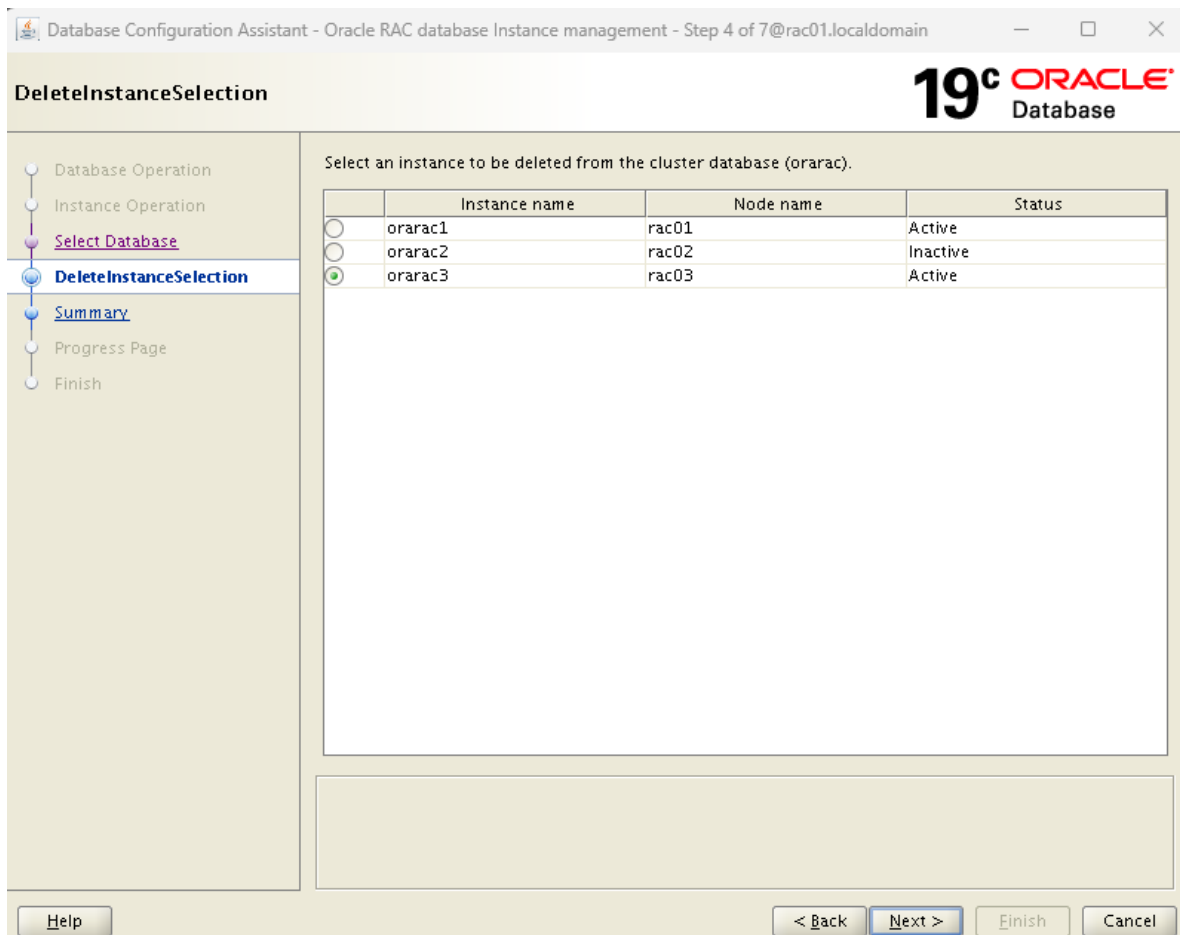 Database Configuration Assistant - Oracle RAC database Instance management - Step 4 of 7@rac01.localdomain
DeleteInstanceSelection
19c ORACLE
Database
Database Operation
Instance Operation
Select Database
DeleteInstanceSelection
Summary
Progress Page
Finish
Select an instance to be deleted from the cluster database (orarac).
Instance name Node name Status
orarac1 rac01 Active
orarac2 rac02 Inactive
orarac3 rac03 Active
Help < Back Next > Finish Cancel